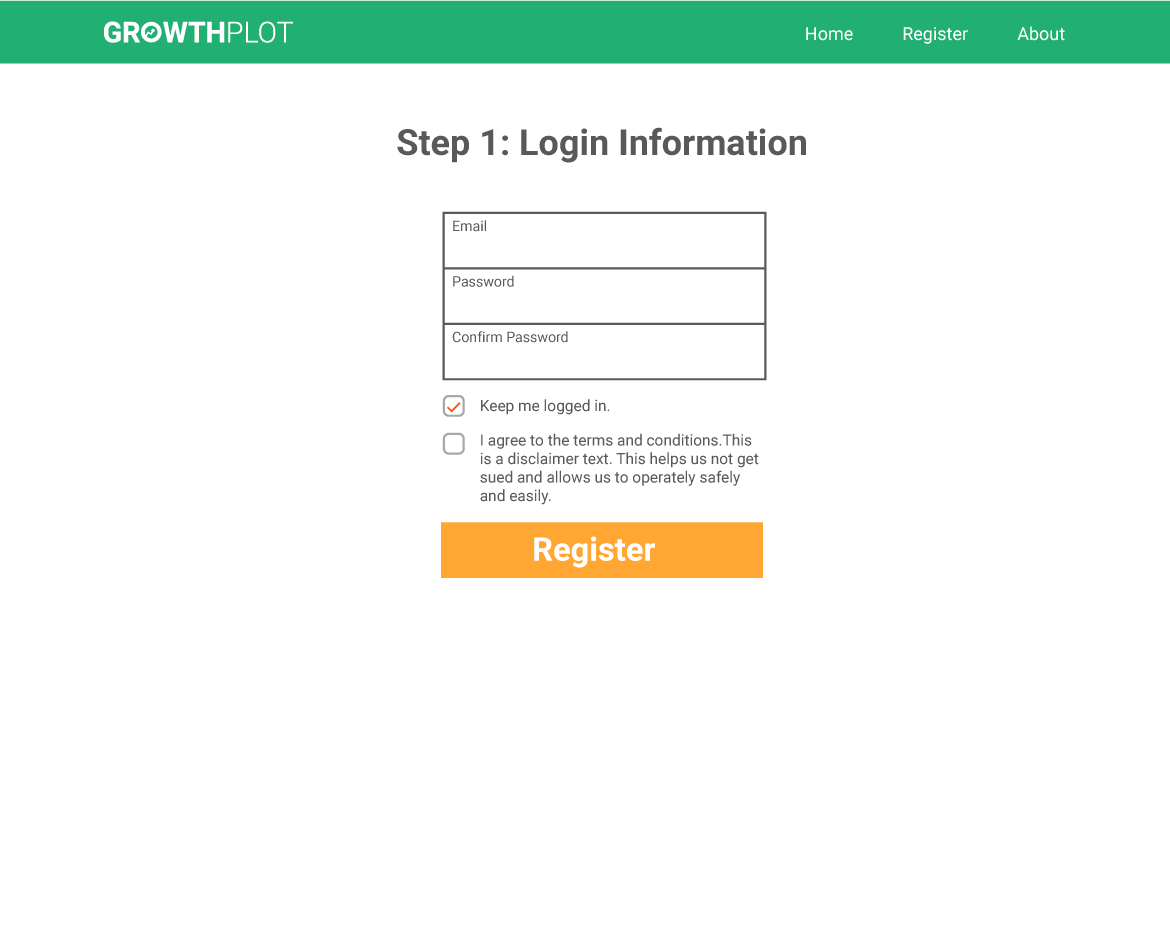 GROWTHPLOT
Home Register About
Step 1: Login Information
Email
Password
Confirm Password
Keep me logged in.
I agree to the terms and conditions.This
is a disclaimer text. This helps us not get
sued and allows us to operately safely
and easily.
Register